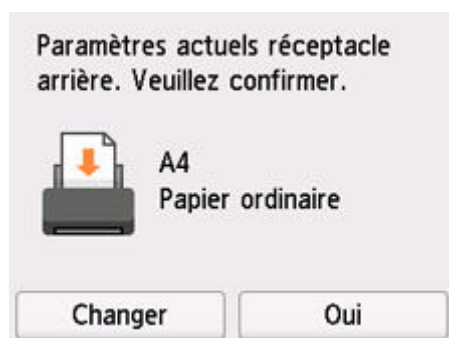 Paramètres actuels réceptacle
arrière. Veuillez confirmer.
A4
Papier ordinaire
Changer
Oui